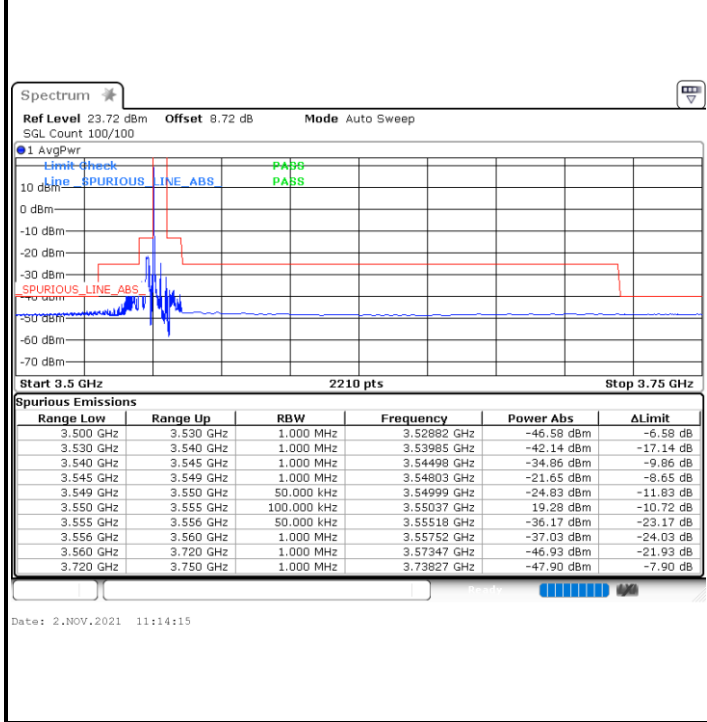 Spectrum
Ref Level 23.72 dBm Offset 8.72 dB Mode Auto Sweep
SGL Count 100/100
1 AvgPwr
Limit Check PASS
Line _SPURIOUS_LINE_ABS_ PASS
10 dBm
0 dBm
-10 dBm
-20 dBm
-30 dBm
_SPURIOUS_LINE_ABS_
-40 dBm
-50 dBm
-60 dBm
-70 dBm
Start 3.5 GHz 2210 pts Stop 3.75 GHz
Spurious Emissions
Range Low Range Up RBW Frequency Power Abs ΔLimit
3.500 GHz 3.530 GHz 1.000 MHz 3.52882 GHz -46.58 dBm -6.58 dB
3.530 GHz 3.540 GHz 1.000 MHz 3.53985 GHz -42.14 dBm -17.14 dB
3.540 GHz 3.545 GHz 1.000 MHz 3.54498 GHz -34.86 dBm -9.86 dB
3.545 GHz 3.549 GHz 1.000 MHz 3.54803 GHz -21.65 dBm -8.65 dB
3.549 GHz 3.550 GHz 50.000 kHz 3.54999 GHz -24.83 dBm -11.83 dB
3.550 GHz 3.555 GHz 100.000 kHz 3.55037 GHz 19.28 dBm -10.72 dB
3.555 GHz 3.556 GHz 50.000 kHz 3.55518 GHz -36.17 dBm -23.17 dB
3.556 GHz 3.560 GHz 1.000 MHz 3.55752 GHz -37.03 dBm -24.03 dB
3.560 GHz 3.720 GHz 1.000 MHz 3.57347 GHz -46.93 dBm -21.93 dB
3.720 GHz 3.750 GHz 1.000 MHz 3.73827 GHz -47.90 dBm -7.90 dB
Ready
Date: 2.NOV.2021 11:14:15